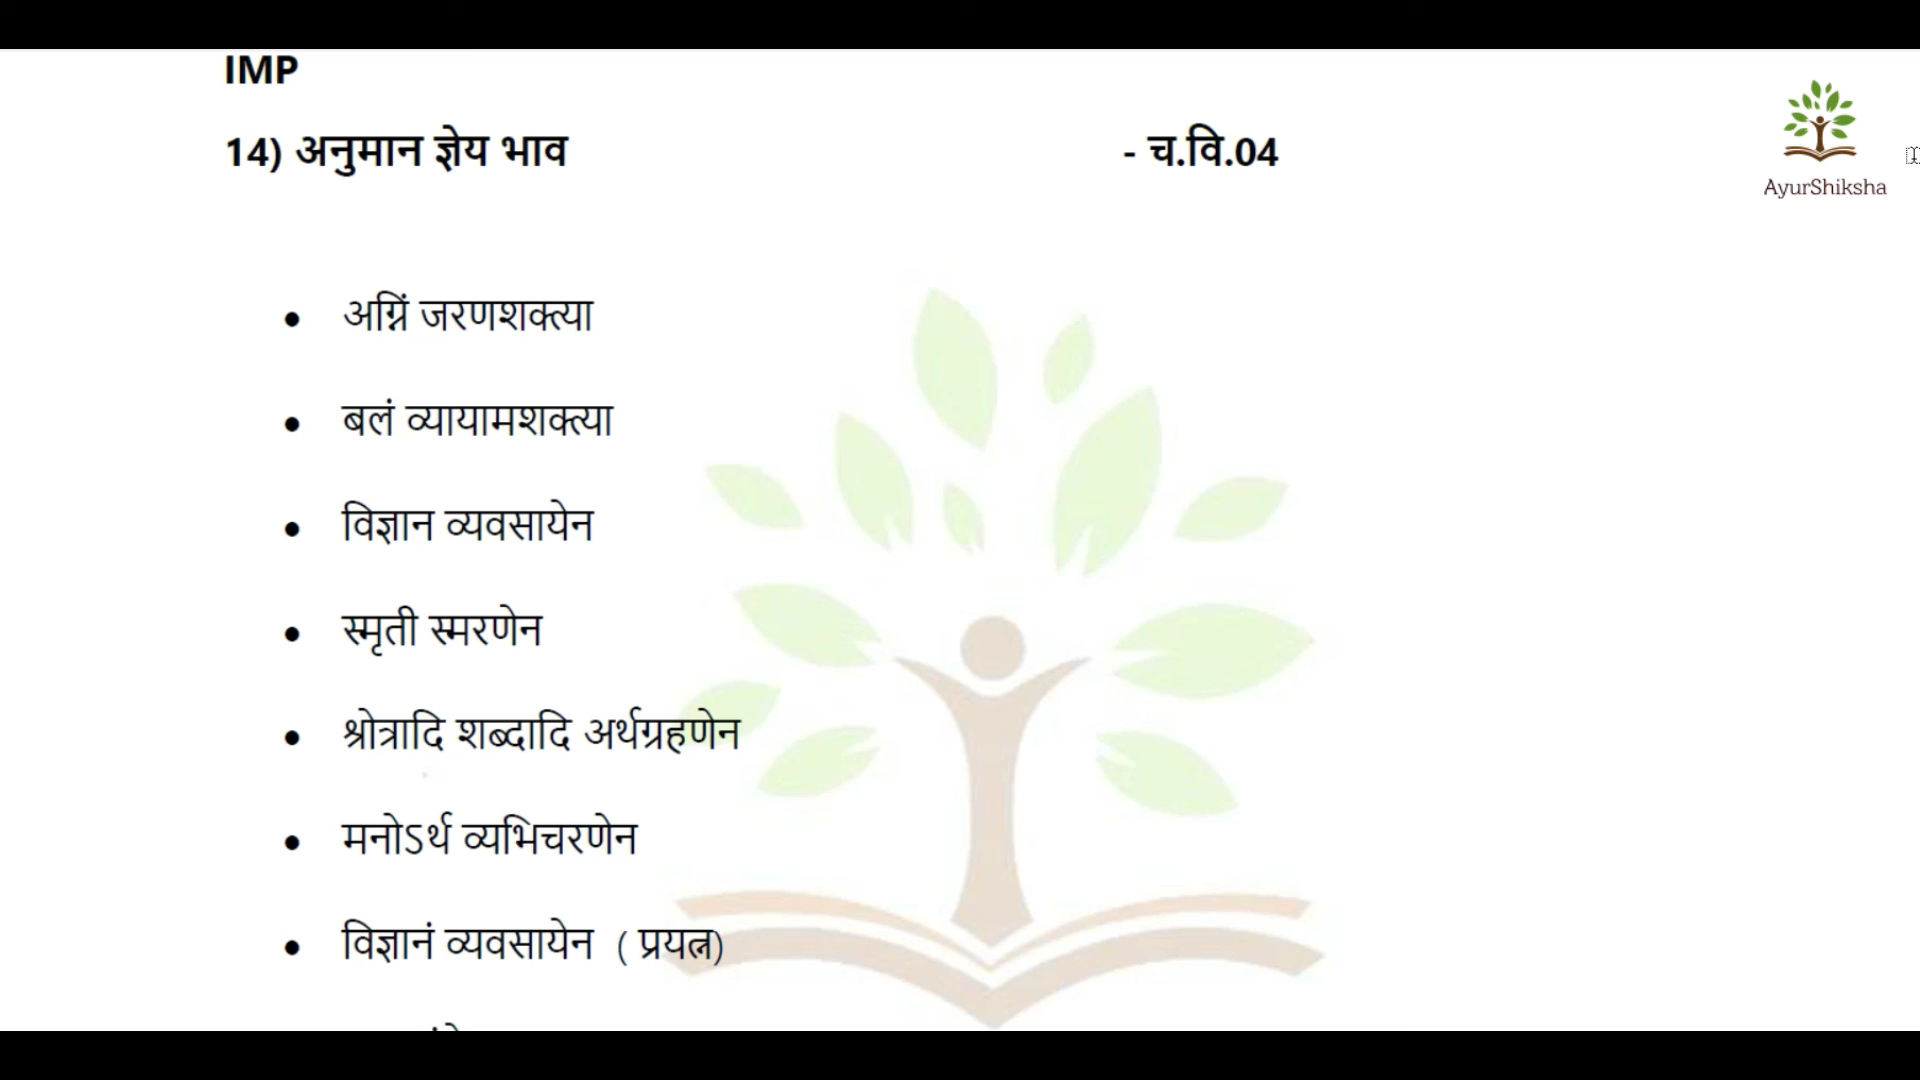 IMP
14) अनुमान ज्ञेय भाव - च.वि.04
AyurShiksha
• अग्निं जरणशक्त्या
• बलं व्यायामशक्त्या
• विज्ञान व्यवसायेन
• स्मृती स्मरणेन
• श्रोत्रादि शब्दादि अर्थग्रहणेन
• मनोऽर्थ व्यभिचरणेन
• विज्ञानं व्यवसायेन ( प्रयत्न)